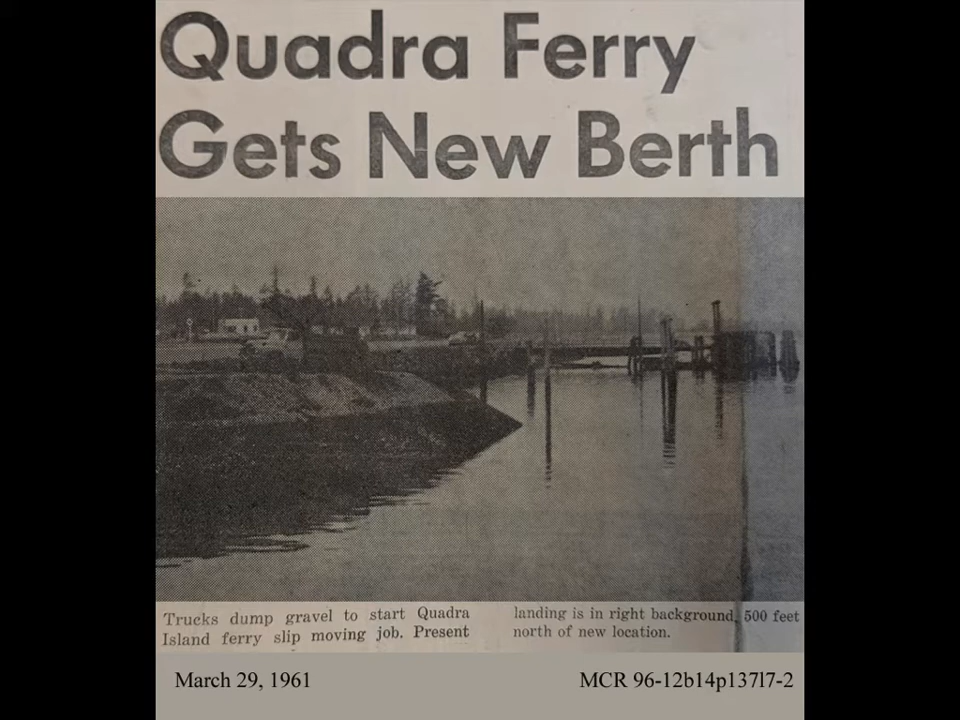 Quadra Ferry
Gets New Berth
Trucks dump gravel to start Quadra
Island ferry slip moving job. Present
landing is in right background, 500 feet
north of new location.
March 29, 1961
MCR 96-12b14p137l7-2